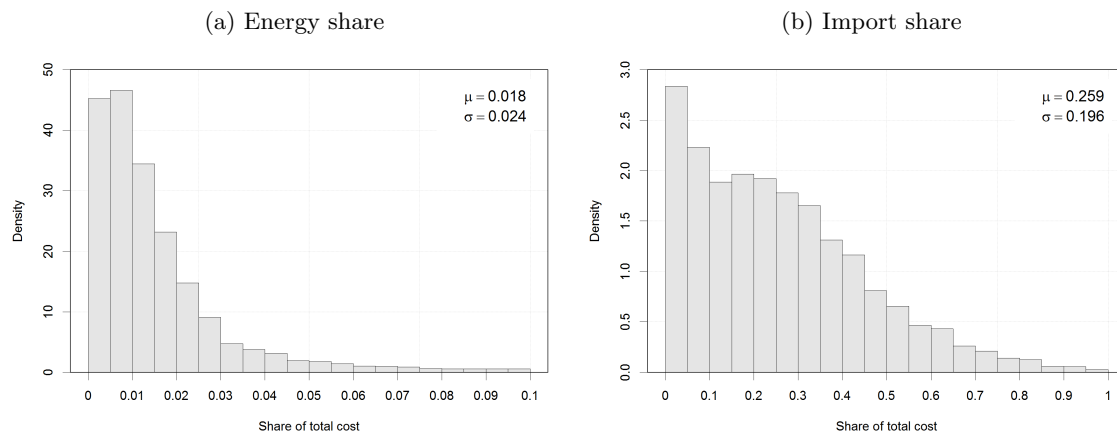 (a) Energy share
μ = 0.018
σ = 0.024
Density
50
40
30
20
10
0
0 0.01 0.02 0.03 0.04 0.05 0.06 0.07 0.08 0.09 0.1
Share of total cost
(b) Import share
μ = 0.259
σ = 0.196
Density
3.0
2.5
2.0
1.5
1.0
0.5
0.0
0 0.1 0.2 0.3 0.4 0.5 0.6 0.7 0.8 0.9 1
Share of total cost